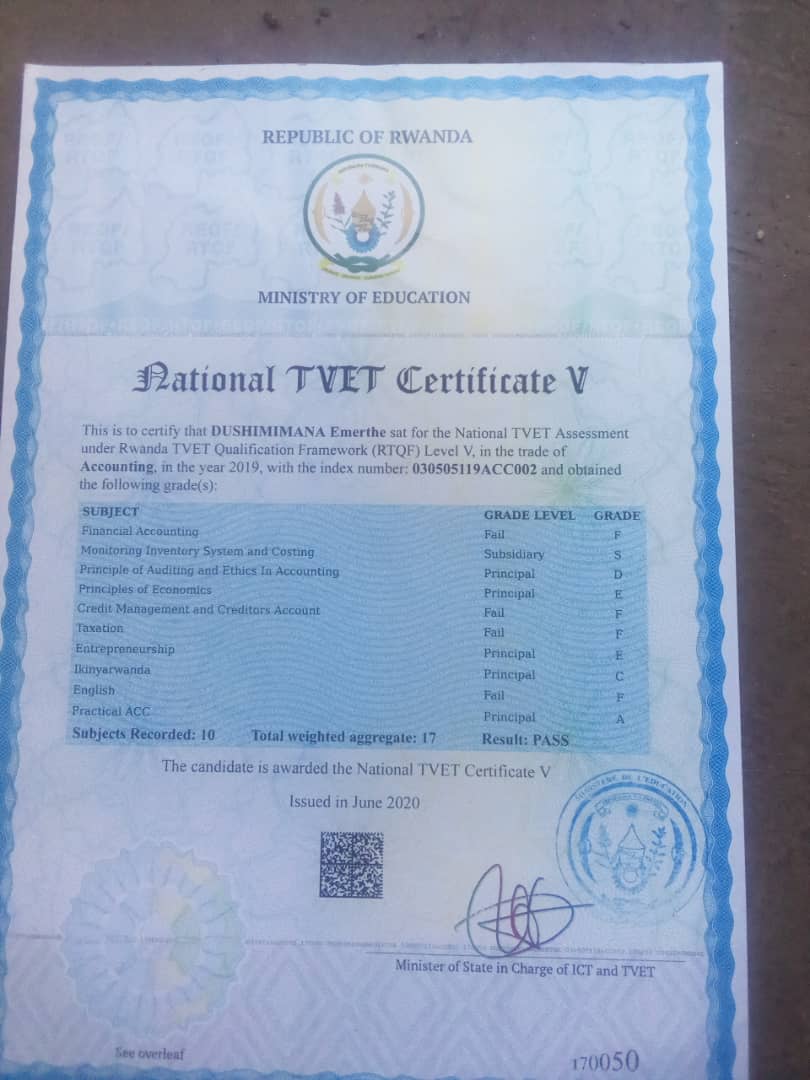 REPUBLIC OF RWANDA
MINISTRY OF EDUCATION
National TVET Certificate V
This is to certify that DUSHIMIMANA Emerthe sat for the National TVET Assessment
under Rwanda TVET Qualification Framework (RTQF) Level V, in the trade of
Accounting, in the year 2019, with the index number: 030505119ACC002 and obtained
the following grade(s):
SUBJECT GRADE LEVEL GRADE
Financial Accounting Fail F
Monitoring Inventory System and Costing Subsidiary S
Principle of Auditing and Ethics In Accounting Principal D
Principles of Economics Principal E
Credit Management and Creditors Account Fail F
Taxation Fail F
Entrepreneurship Principal E
Ikinyarwanda Principal C
English Fail F
Practical ACC Principal A
Subjects Recorded: 10 Total weighted aggregate: 17 Result: PASS
The candidate is awarded the National TVET Certificate V
Issued in June 2020
MINISTERE DE L'EDUCATION
Minister of State in Charge of ICT and TVET
See overleaf
170050